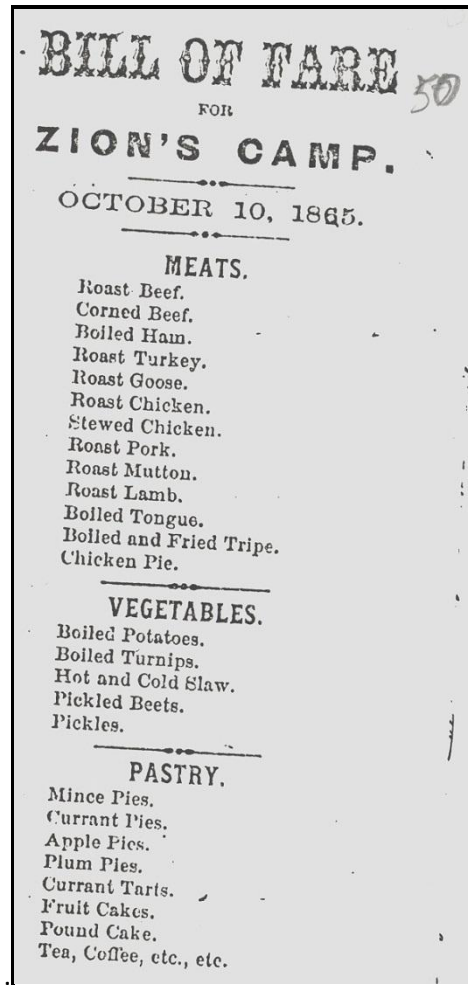 BILL OF FARE
50
FOR
ZION'S CAMP.
OCTOBER 10, 1865.
MEATS.
Roast Beef.
Corned Beef.
Boiled Ham.
Roast Turkey.
Roast Goose.
Roast Chicken.
Stewed Chicken.
Roast Pork.
Roast Mutton.
Roast Lamb.
Boiled Tongue.
Boiled and Fried Tripe.
Chicken Pie.
VEGETABLES.
Boiled Potatoes.
Boiled Turnips.
Hot and Cold Slaw.
Pickled Beets.
Pickles.
PASTRY.
Mince Pies.
Currant Pies.
Apple Pies.
Plum Pies.
Currant Tarts.
Fruit Cakes.
Pound Cake.
Tea, Coffee, etc., etc.